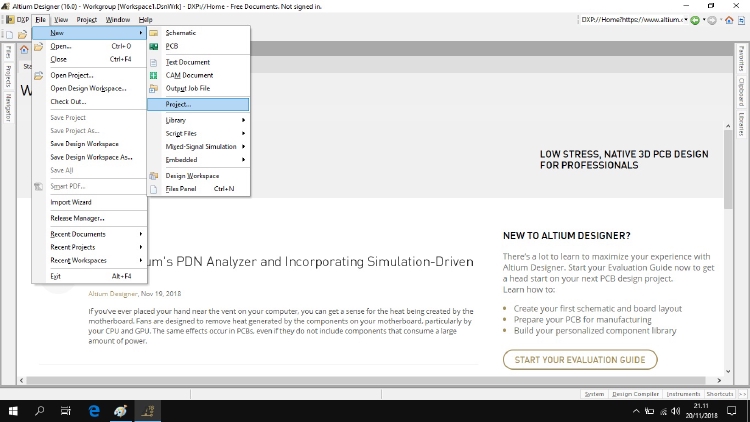 Altium Designer (16.0) - Workgroup [Workspace1.DsnWrk] - DXP://Home - Free Documents. Not signed in.
DXP File View Project Window Help
DXP://Home?https://www.altium.c
New
Open... Ctrl+O
Close Ctrl+F4
Open Project...
Open Design Workspace...
Check Out...
Save Project
Save Project As...
Save Design Workspace
Save Design Workspace As...
Save All
Smart PDF...
Import Wizard
Release Manager...
Recent Documents
Recent Projects
Recent Workspaces
Exit Alt+F4
Schematic
PCB
Text Document
CAM Document
Output Job File
Project...
Library
Script Files
Mixed-Signal Simulation
Embedded
Design Workspace
Files Panel Ctrl+N
Files
Projects
Navigator
Favorites
Clipboard
Libraries
LOW STRESS, NATIVE 3D PCB DESIGN
FOR PROFESSIONALS
um's PDN Analyzer and Incorporating Simulation-Driven
Altium Designer, Nov 19, 2018
If you've ever placed your hand near the vent on your computer, you can get a sense for the heat being created by the
motherboard. Fans are designed to remove heat generated by the components on your motherboard, particularly by
your CPU and GPU. The same effects occur in PCBs, even if they do not include components that consume a large
amount of power.
NEW TO ALTIUM DESIGNER?
There's a lot to learn to maximize your experience with
Altium Designer. Start your Evaluation Guide now to get
a head start on your next PCB design project.
Learn how to:
Create your first schematic and board layout
Prepare your PCB for manufacturing
Build your personalized component library
START YOUR EVALUATION GUIDE
System Design Compiler Instruments Shortcuts >>
21.11
20/11/2018